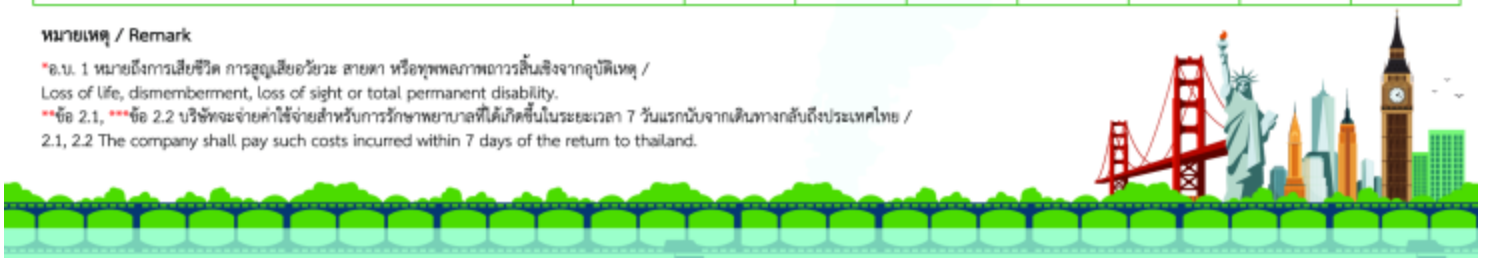 หมายเหตุ / Remark
*อ.บ. 1 หมายถึงการเสียชีวิต การสูญเสียอวัยวะ สายตา หรือทุพพลภาพถาวรสิ้นเชิงจากอุบัติเหตุ /
Loss of life, dismemberment, loss of sight or total permanent disability.
**ข้อ 2.1, ***ข้อ 2.2 บริษัทจะจ่ายค่าใช้จ่ายสำหรับการรักษาพยาบาลที่ได้เกิดขึ้นในระยะเวลา 7 วันแรกนับจากเดินทางกลับถึงประเทศไทย /
2.1, 2.2 The company shall pay such costs incurred within 7 days of the return to thailand.